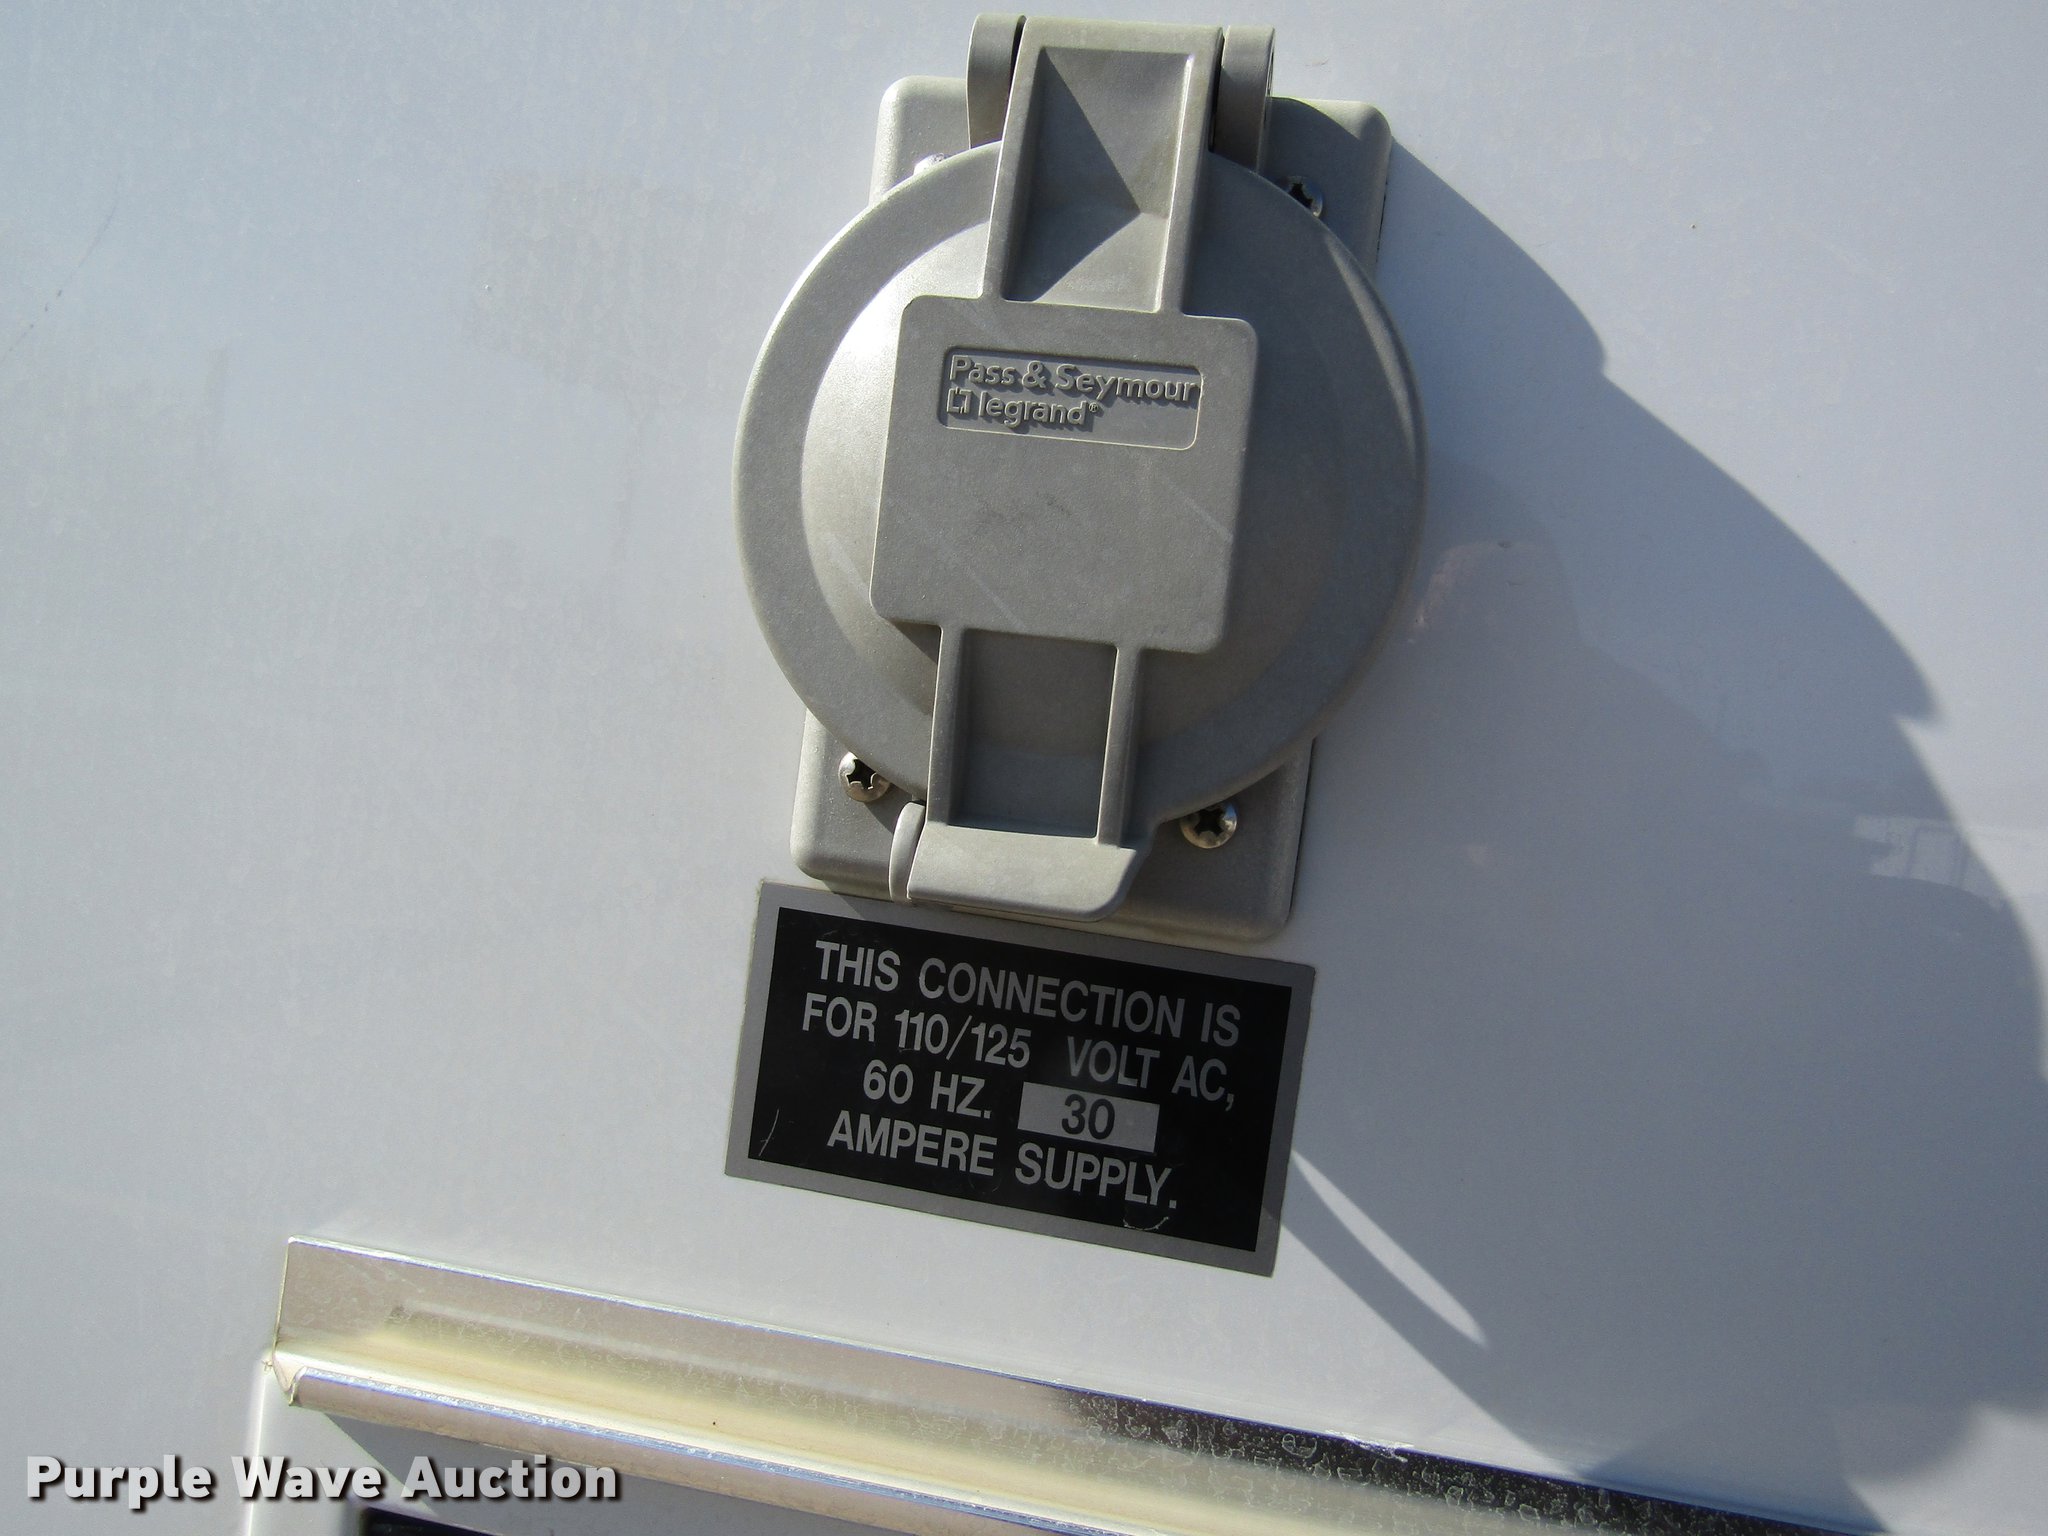 Pass & Seymour
legrand®
THIS CONNECTION IS
FOR 110/125 VOLT AC,
60 HZ. 30
AMPERE SUPPLY.
Purple Wave Auction